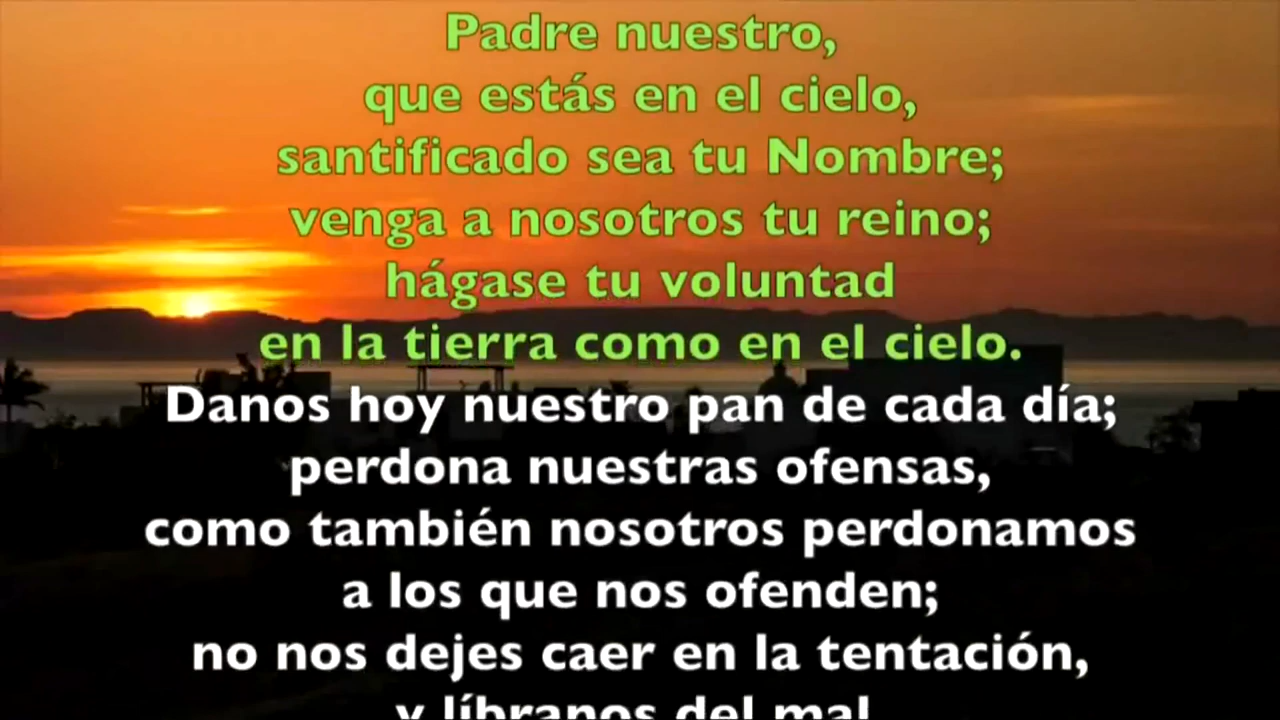 Padre nuestro,
que estás en el cielo,
santificado sea tu Nombre;
venga a nosotros tu reino;
hágase tu voluntad
en la tierra como en el cielo.
Danos hoy nuestro pan de cada día;
perdona nuestras ofensas,
como también nosotros perdonamos
a los que nos ofenden;
no nos dejes caer en la tentación,
y líbranos del mal